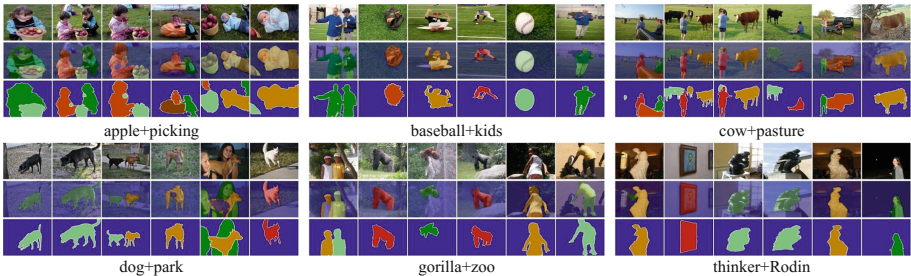 apple+picking
baseball+kids
cow+pasture
dog+park
gorilla+zoo
thinker+Rodin